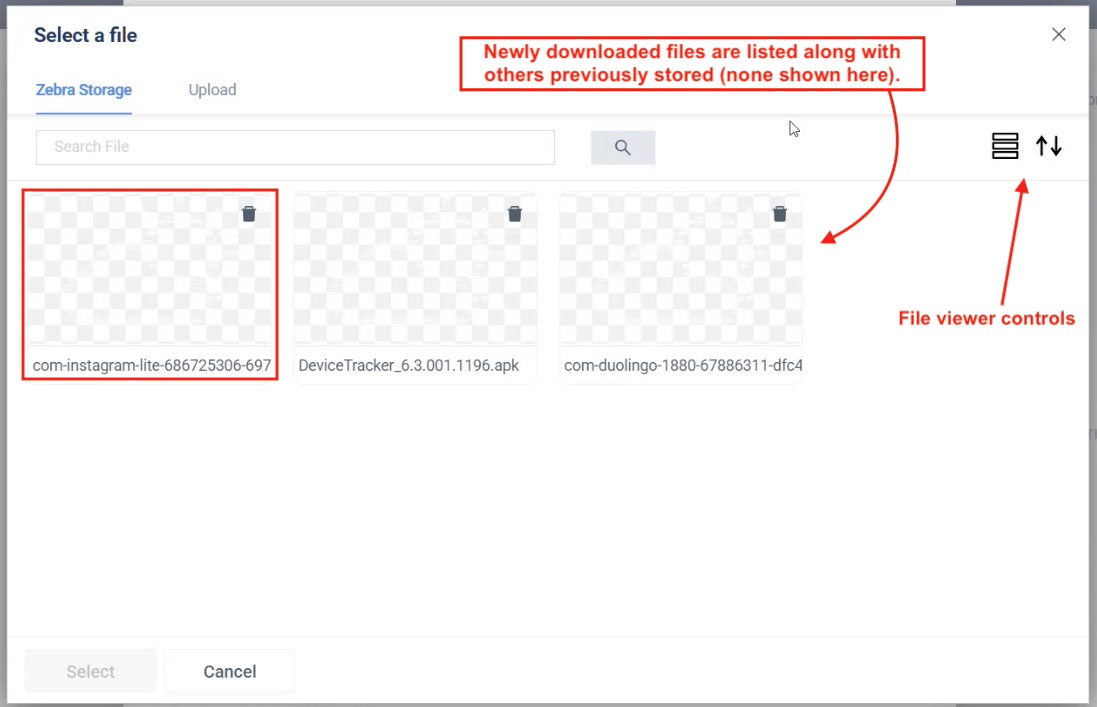 Select a file
Newly downloaded files are listed along with
others previously stored (none shown here).
Zebra Storage
Upload
Search File
File viewer controls
com-instagram-lite-686725306-697
DeviceTracker_6.3.001.1196.apk
com-duolingo-1880-67886311-dfc4
Select
Cancel